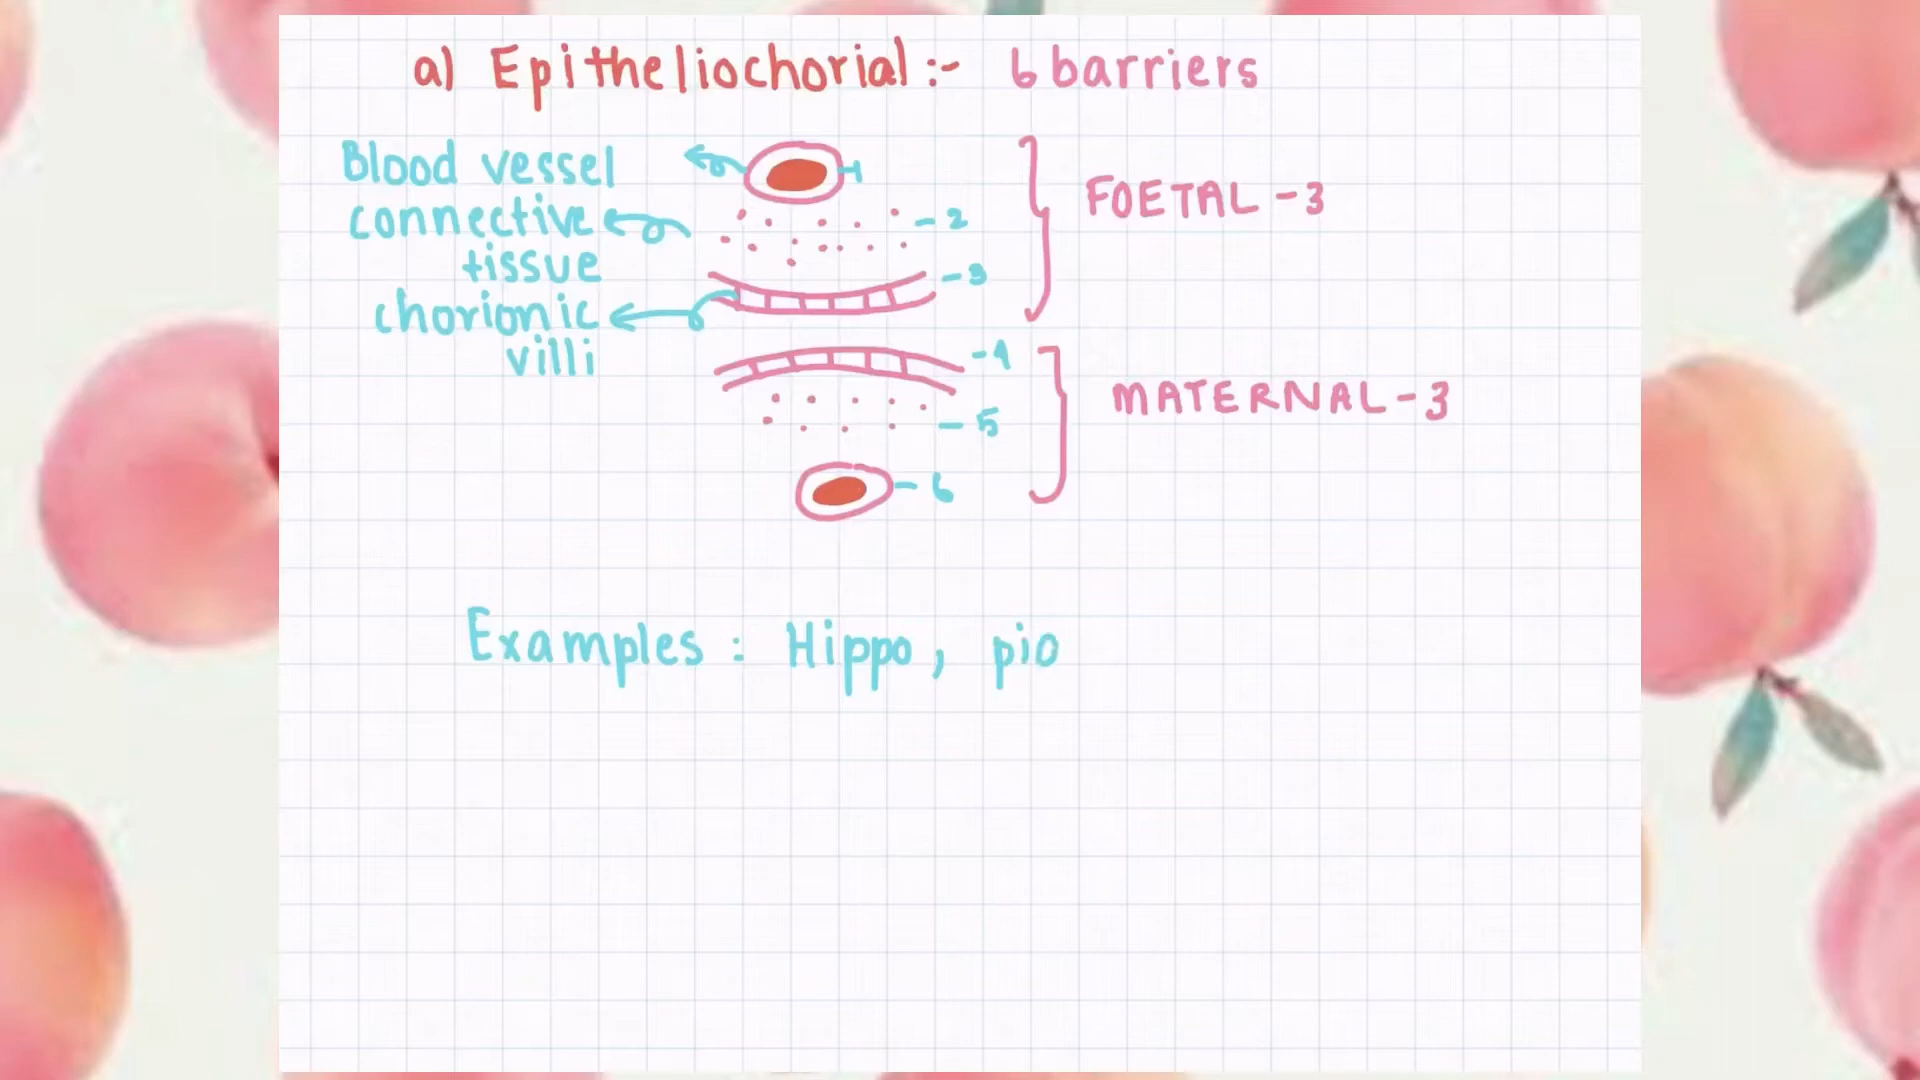 a) Epitheliochorial :- 6 barriers
Blood vessel
1
connective
tissue
2
3
chorionic
villi
FOETAL - 3
4
5
6
MATERNAL - 3
Examples : Hippo, pio